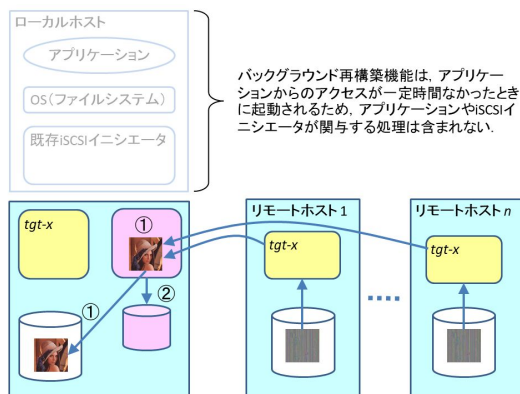 ローカルホスト
アプリケーション
OS(ファイルシステム)
既存iSCSIイニシエータ
バックグラウンド再構築機能は, アプリケー
ションからのアクセスが一定時間なかったとき
に起動されるため, アプリケーションやiSCSIイ
ニシエータが関与する処理は含まれない.
tgt-x
①
②
①
リモートホスト1
tgt-x
リモートホストn
tgt-x